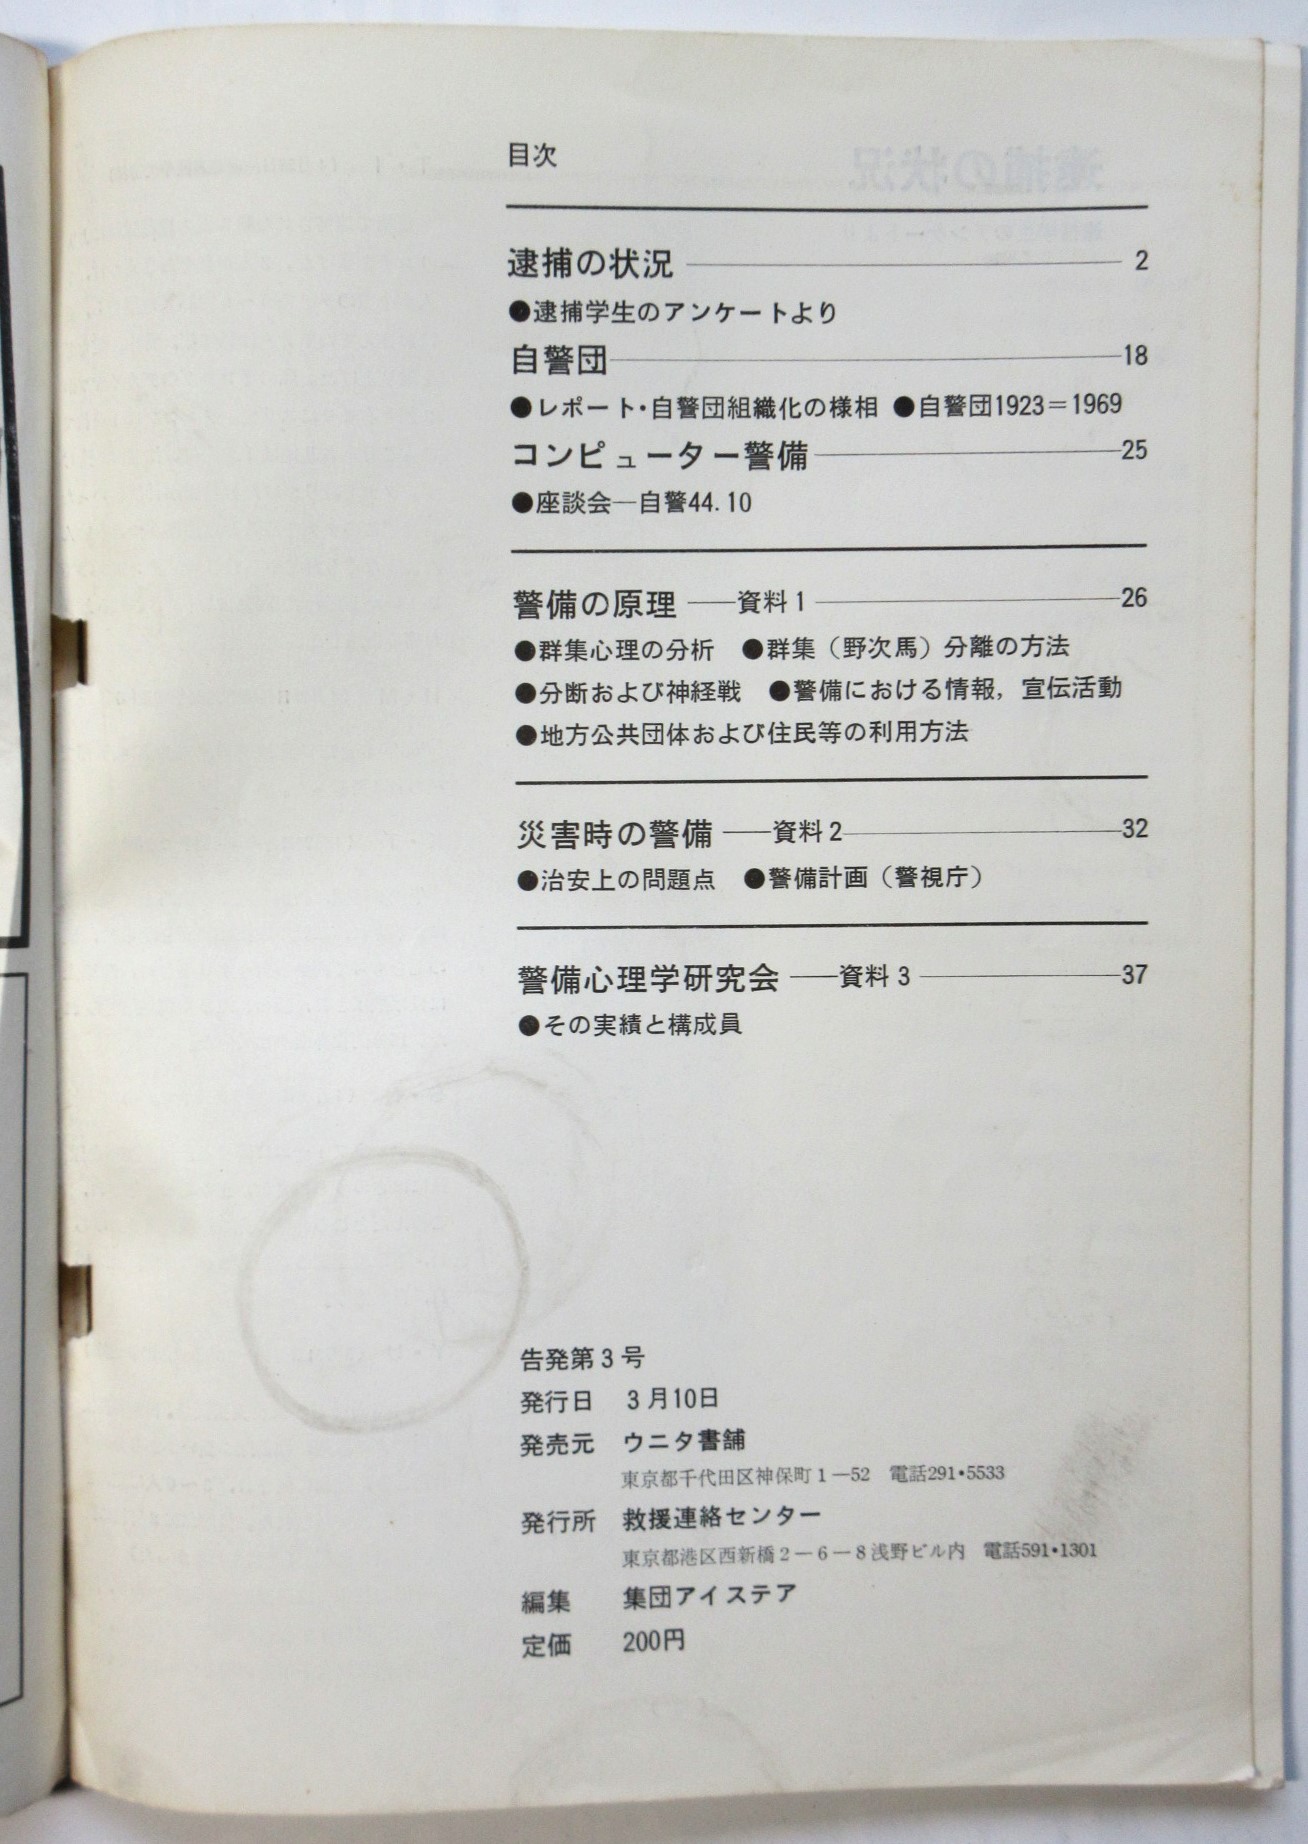 目次
逮捕の状況 ―― 2
●逮捕学生のアンケートより
自警団 ―― 18
●レポート・自警団組織化の様相 ●自警団1923＝1969
コンピューター警備 ―― 25
●座談会―自警44.10
警備の原理 ――資料1 ―― 26
●群集心理の分析 ●群集（野次馬）分離の方法
●分断および神経戦 ●警備における情報，宣伝活動
●地方公共団体および住民等の利用方法
災害時の警備 ――資料2 ―― 32
●治安上の問題点 ●警備計画（警視庁）
警備心理学研究会 ――資料3 ―― 37
●その実績と構成員
告発第3号
発行日 3月10日
発売元 ウニタ書舗
東京都千代田区神保町1―52 電話291・5533
発行所 救援連絡センター
東京都港区西新橋2－6－8浅野ビル内 電話591・1301
編集 集団アイステア
定価 200円